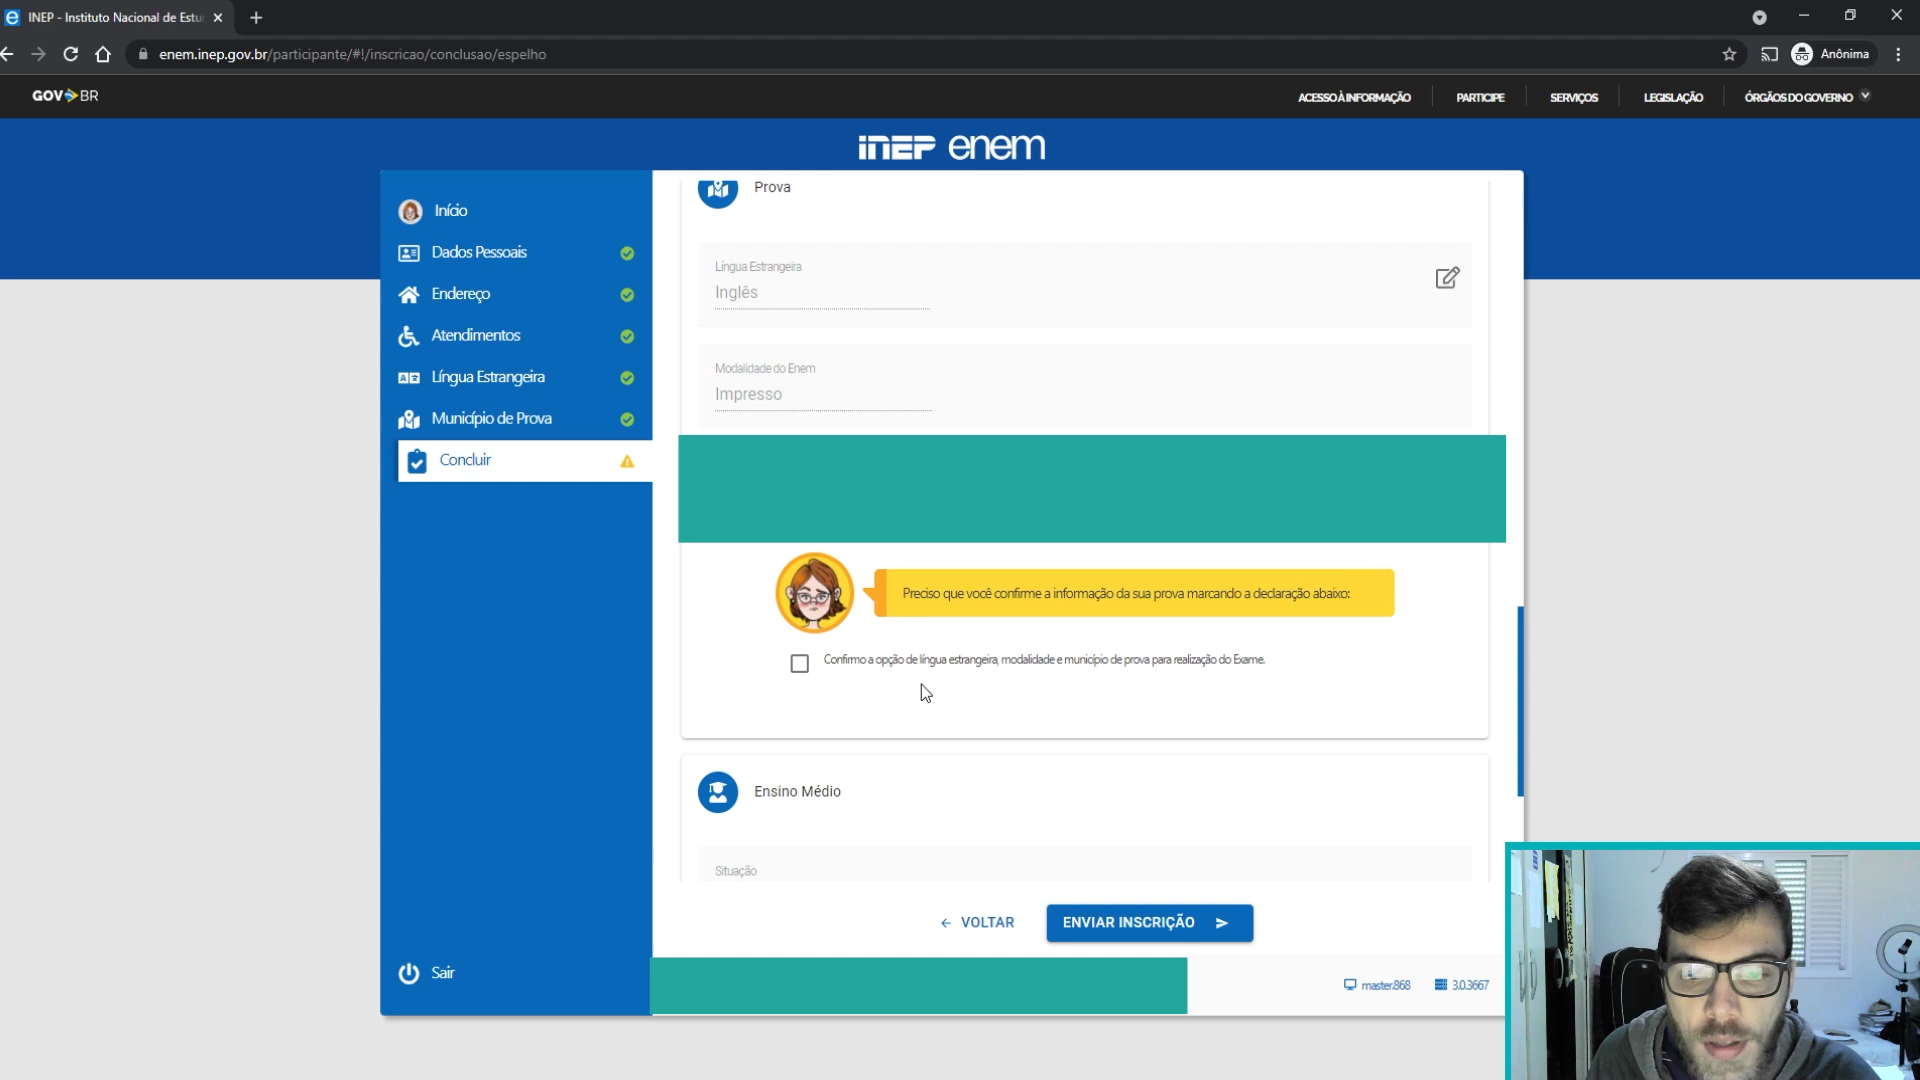 INEP - Instituto Nacional de Estu
enem.inep.gov.br/participante/#!/inscricao/conclusao/espelho
Anônima
GOV BR
ACESSO À INFORMAÇÃO
PARTICIPE
SERVIÇOS
LEGISLAÇÃO
ÓRGÃOS DO GOVERNO
inep enem
Início
Dados Pessoais
Endereço
Atendimentos
Língua Estrangeira
Município de Prova
Concluir
Sair
Prova
Língua Estrangeira
Inglês
Modalidade do Enem
Impresso
Preciso que você confirme a informação da sua prova marcando a declaração abaixo:
Confirmo a opção de língua estrangeira, modalidade e município de prova para realização do Exame.
Ensino Médio
Situação
VOLTAR
ENVIAR INSCRIÇÃO
master.868
3.0.3667